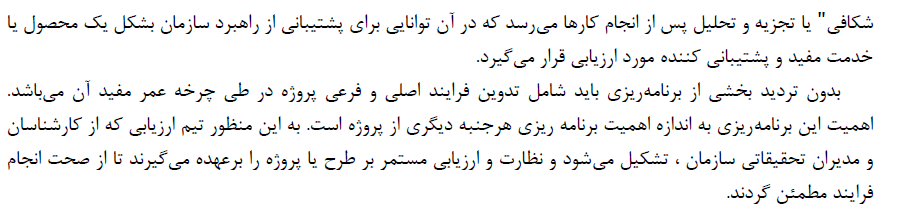 شکافی" یا تجزیه و تحلیل پس از انجام کارها می‌رسد که در آن توانایی برای پشتیبانی از راهبرد سازمان بشکل یک محصول یا
خدمت مفید و پشتیبانی کننده مورد ارزیابی قرار می‌گیرد.
بدون تردید بخشی از برنامه‌ریزی باید شامل تدوین فرایند اصلی و فرعی پروژه در طی چرخه عمر مفید آن می‌باشد.
اهمیت این برنامه‌ریزی به اندازه اهمیت برنامه ریزی هرجنبه دیگری از پروژه است. به این منظور تیم ارزیابی که از کارشناسان
و مدیران تحقیقاتی سازمان ، تشکیل می‌شود و نظارت و ارزیابی مستمر بر طرح یا پروژه را برعهده می‌گیرند تا از صحت انجام
فرایند مطمئن گردند.